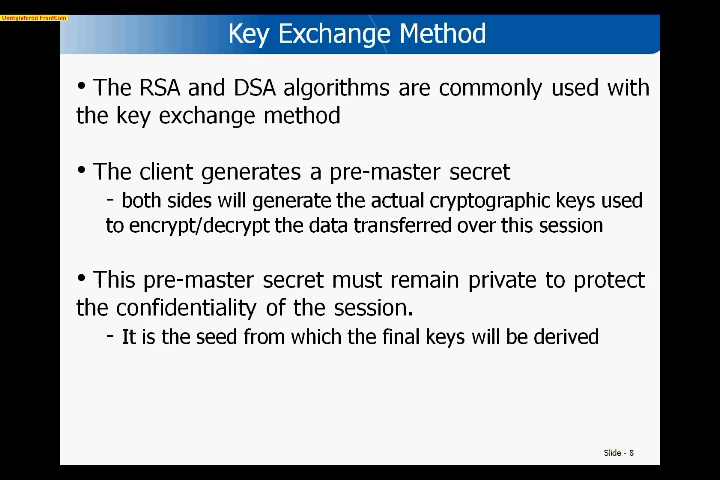 Unregistered FrontCam
Key Exchange Method
• The RSA and DSA algorithms are commonly used with
the key exchange method
• The client generates a pre-master secret
- both sides will generate the actual cryptographic keys used
to encrypt/decrypt the data transferred over this session
• This pre-master secret must remain private to protect
the confidentiality of the session.
- It is the seed from which the final keys will be derived
Slide - 8